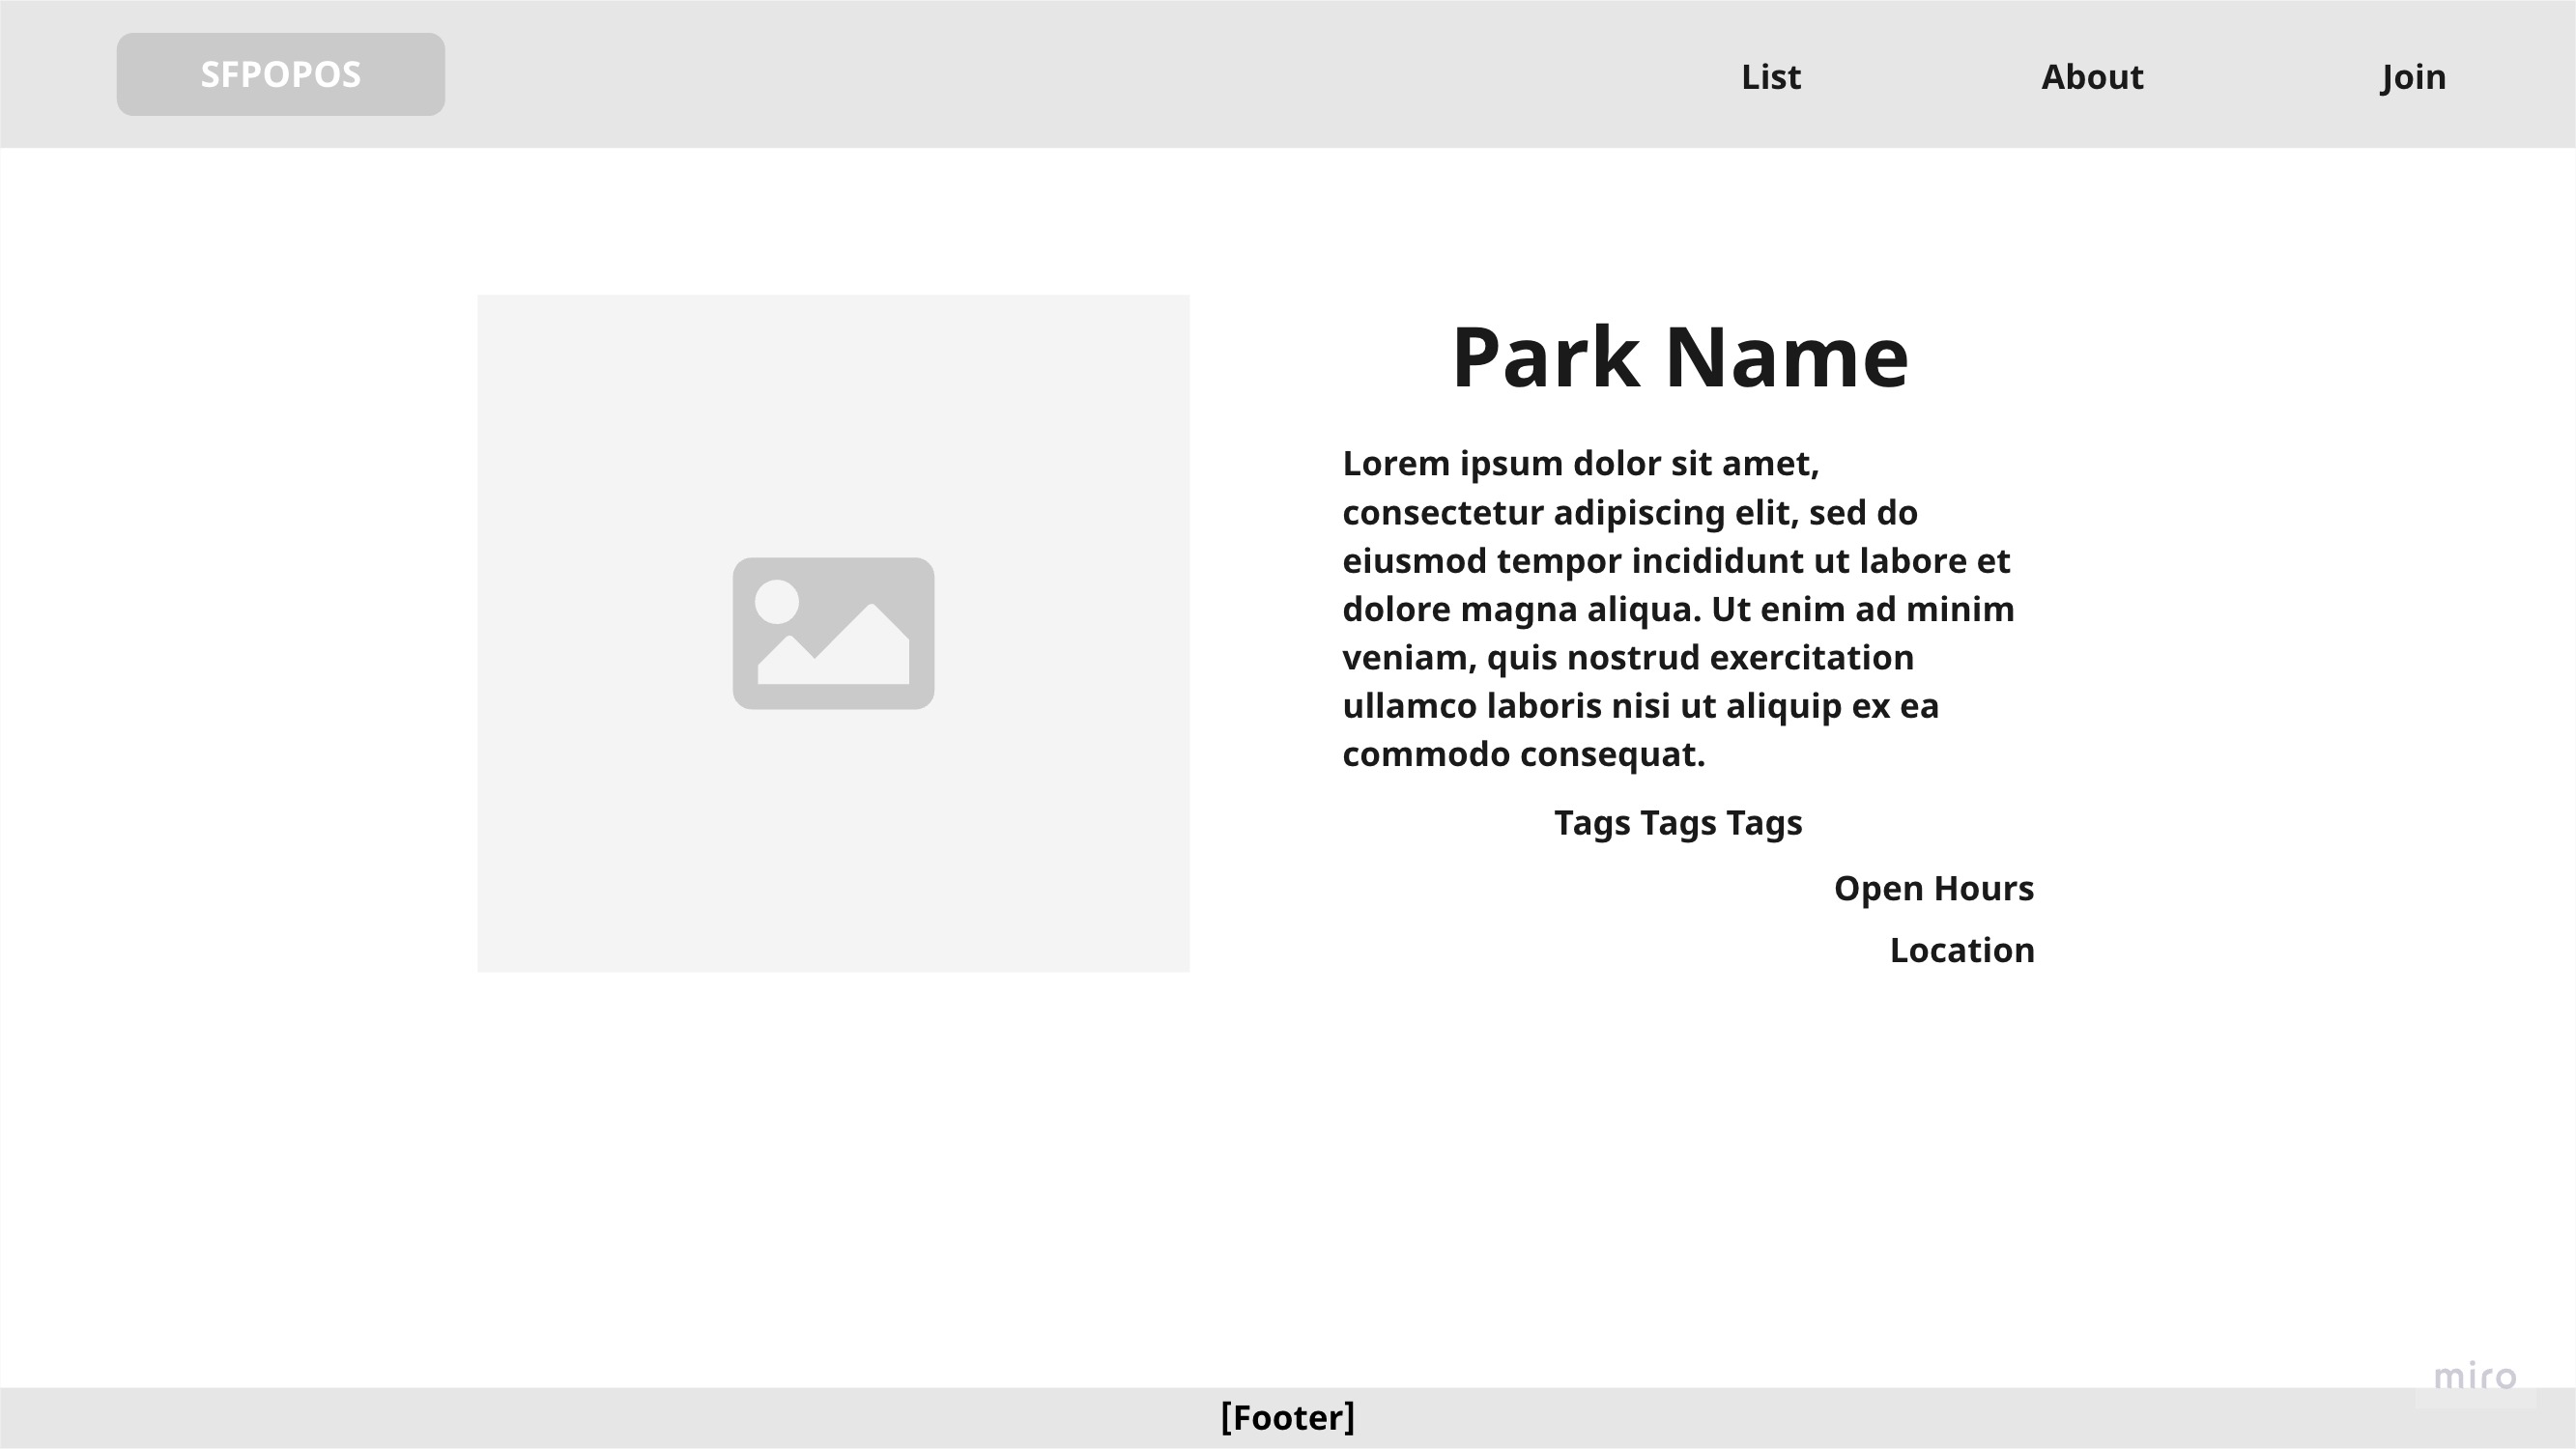 SFPOPOS
List
About
Join
Park Name
Lorem ipsum dolor sit amet,
consectetur adipiscing elit, sed do
eiusmod tempor incididunt ut labore et
dolore magna aliqua. Ut enim ad minim
veniam, quis nostrud exercitation
ullamco laboris nisi ut aliquip ex ea
commodo consequat.
Tags Tags Tags
Open Hours
Location
miro
[Footer]